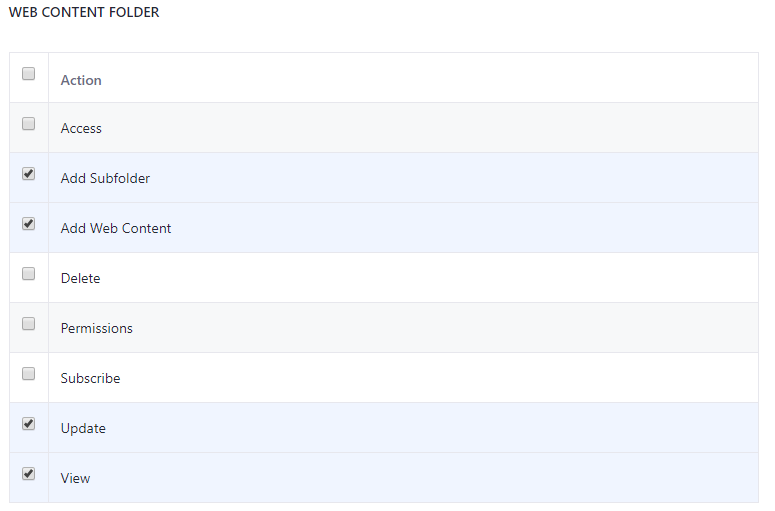 WEB CONTENT FOLDER
Action
Access
Add Subfolder
Add Web Content
Delete
Permissions
Subscribe
Update
View